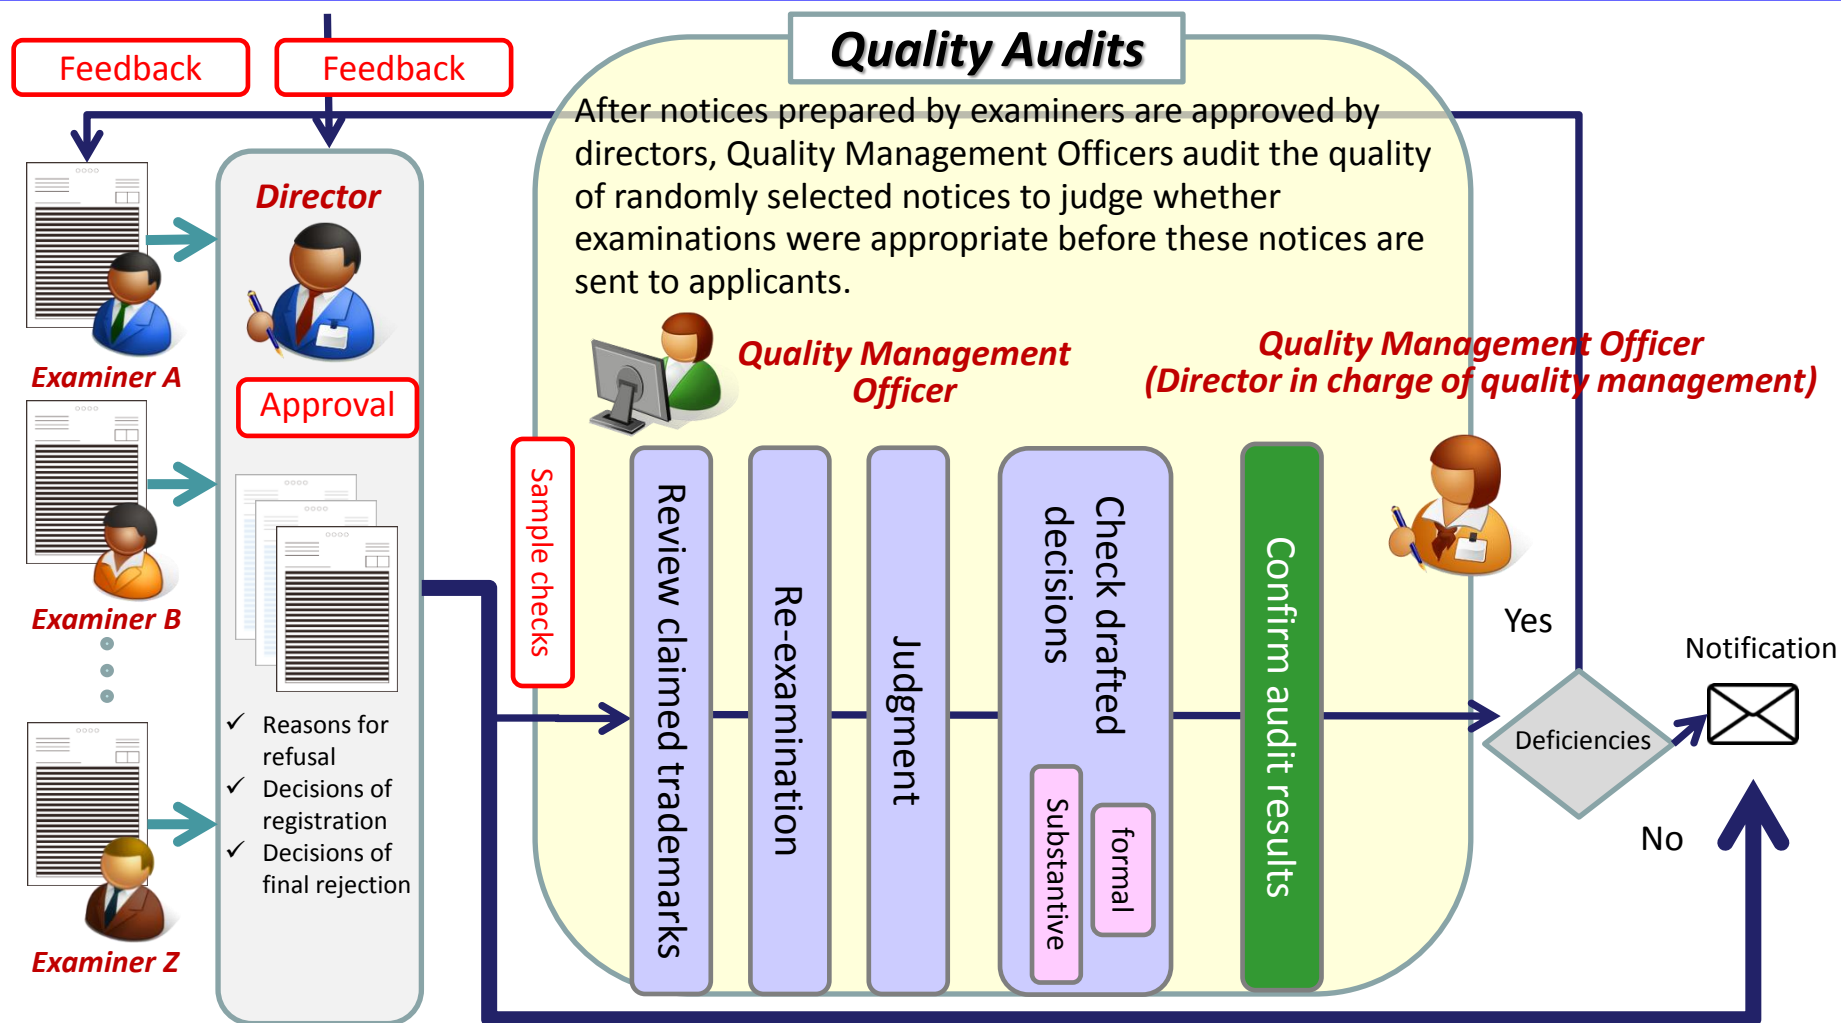 Quality Audits
Feedback
Feedback
After notices prepared by examiners are approved by
directors, Quality Management Officers audit the quality
of randomly selected notices to judge whether
examinations were appropriate before these notices are
sent to applicants.
Director
Examiner A
Approval
Quality Management
Officer
Quality Management Officer
(Director in charge of quality management)
Examiner B
Sample checks
Review claimed trademarks
Re-examination
Judgment
Check drafted
decisions
Substantive
formal
Confirm audit results
Yes
Notification
Deficiencies
No
✓ Reasons for
refusal
✓ Decisions of
registration
✓ Decisions of
final rejection
Examiner Z